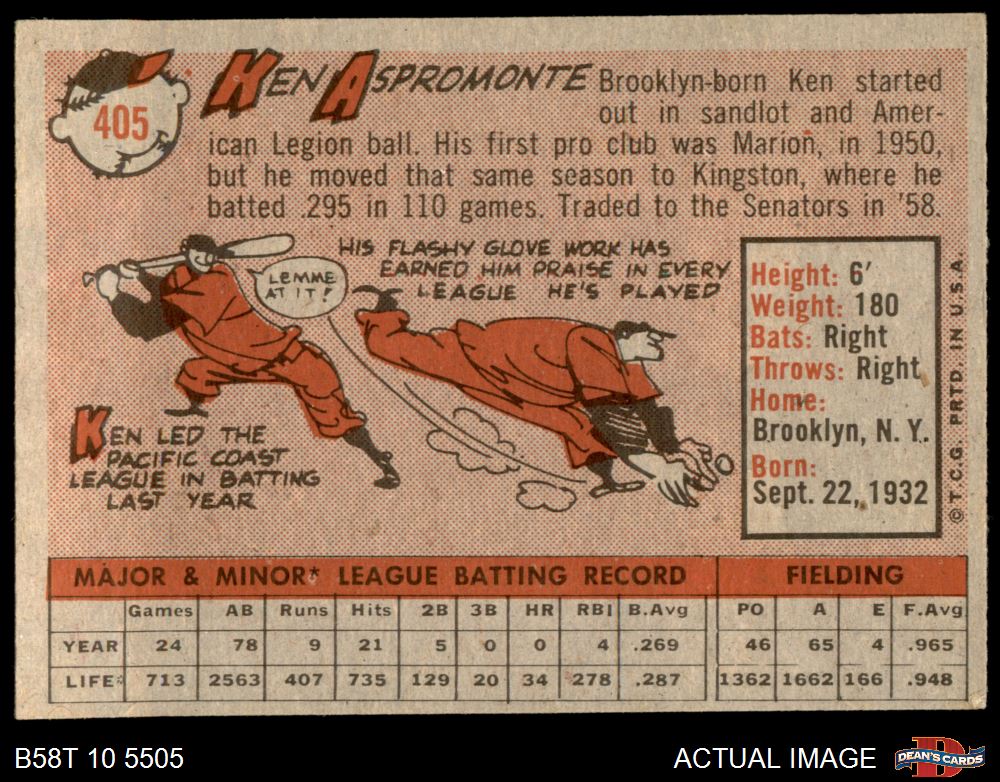 405
KEN ASPROMONTE Brooklyn-born Ken started
out in sandlot and Amer-
ican Legion ball. His first pro club was Marion, in 1950,
but he moved that same season to Kingston, where he
batted .295 in 110 games. Traded to the Senators in '58.
LEMME
AT IT!
HIS FLASHY GLOVE WORK HAS
EARNED HIM PRAISE IN EVERY
LEAGUE HE'S PLAYED
KEN LED THE
PACIFIC COAST
LEAGUE IN BATTING
LAST YEAR
Height: 6'
Weight: 180
Bats: Right
Throws: Right
Home:
Brooklyn, N. Y.
Born:
Sept. 22, 1932
© T.C.G. PRTD. IN U.S.A.
MAJOR & MINOR* LEAGUE BATTING RECORD FIELDING
Games AB Runs Hits 2B 3B HR RBI B.Avg PO A E F.Avg
YEAR 24 78 9 21 5 0 0 4 .269 46 65 4 .965
LIFE* 713 2563 407 735 129 20 34 278 .287 1362 1662 166 .948
B58T 10 5505 ACTUAL IMAGE DEAN'S CARDS